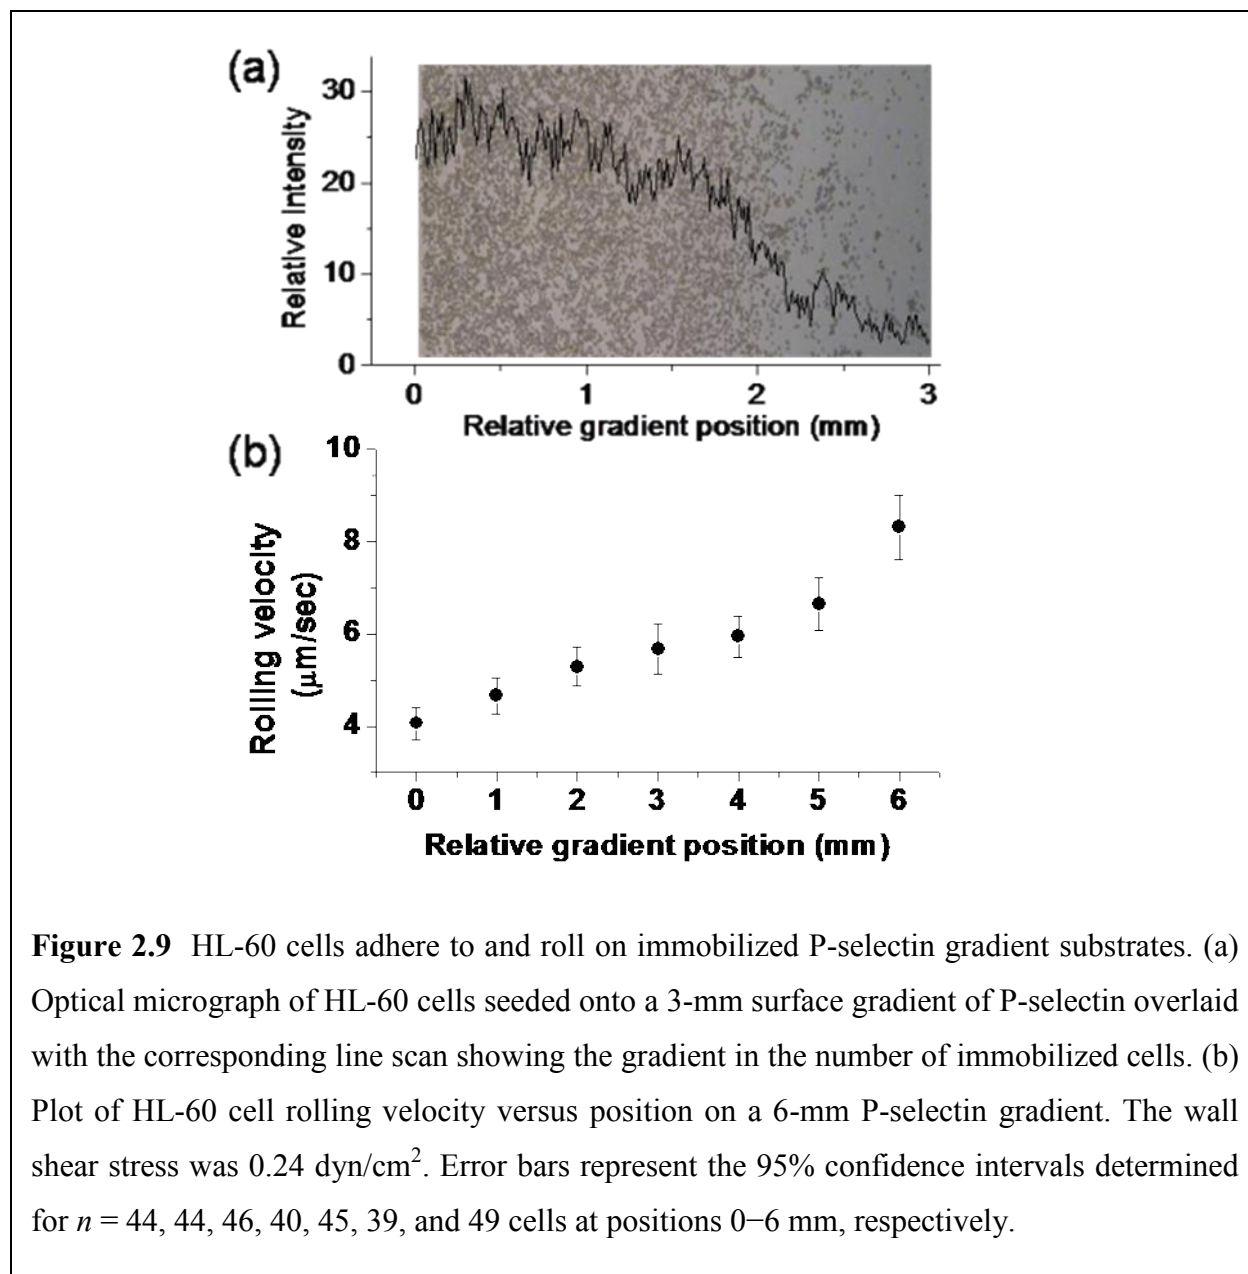 (a)
30
20
10
0
Relative Intensity
0 1 2 3
Relative gradient position (mm)
(b)
10
8
6
4
Rolling velocity
(μm/sec)
0 1 2 3 4 5 6
Relative gradient position (mm)
Figure 2.9 HL-60 cells adhere to and roll on immobilized P-selectin gradient substrates. (a)
Optical micrograph of HL-60 cells seeded onto a 3-mm surface gradient of P-selectin overlaid
with the corresponding line scan showing the gradient in the number of immobilized cells. (b)
Plot of HL-60 cell rolling velocity versus position on a 6-mm P-selectin gradient. The wall
shear stress was 0.24 dyn/cm². Error bars represent the 95% confidence intervals determined
for n = 44, 44, 46, 40, 45, 39, and 49 cells at positions 0−6 mm, respectively.